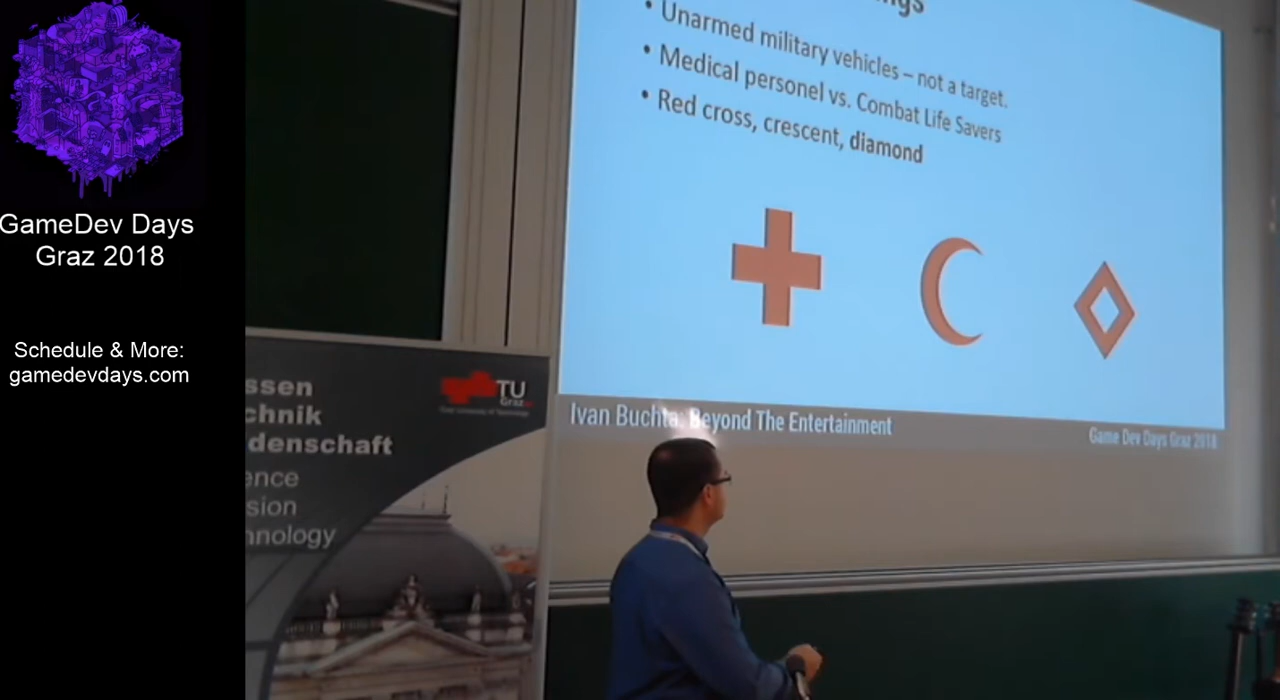 GameDev Days
Graz 2018
Schedule & More:
gamedevdays.com
• Unarmed military vehicles – not a target.
• Medical personel vs. Combat Life Savers
• Red cross, crescent, diamond
Ivan Buchta: Beyond The Entertainment
Game Dev Days Graz 2018
ssen
chnik
denschaft
ence
sion
hnology
TU
Graz